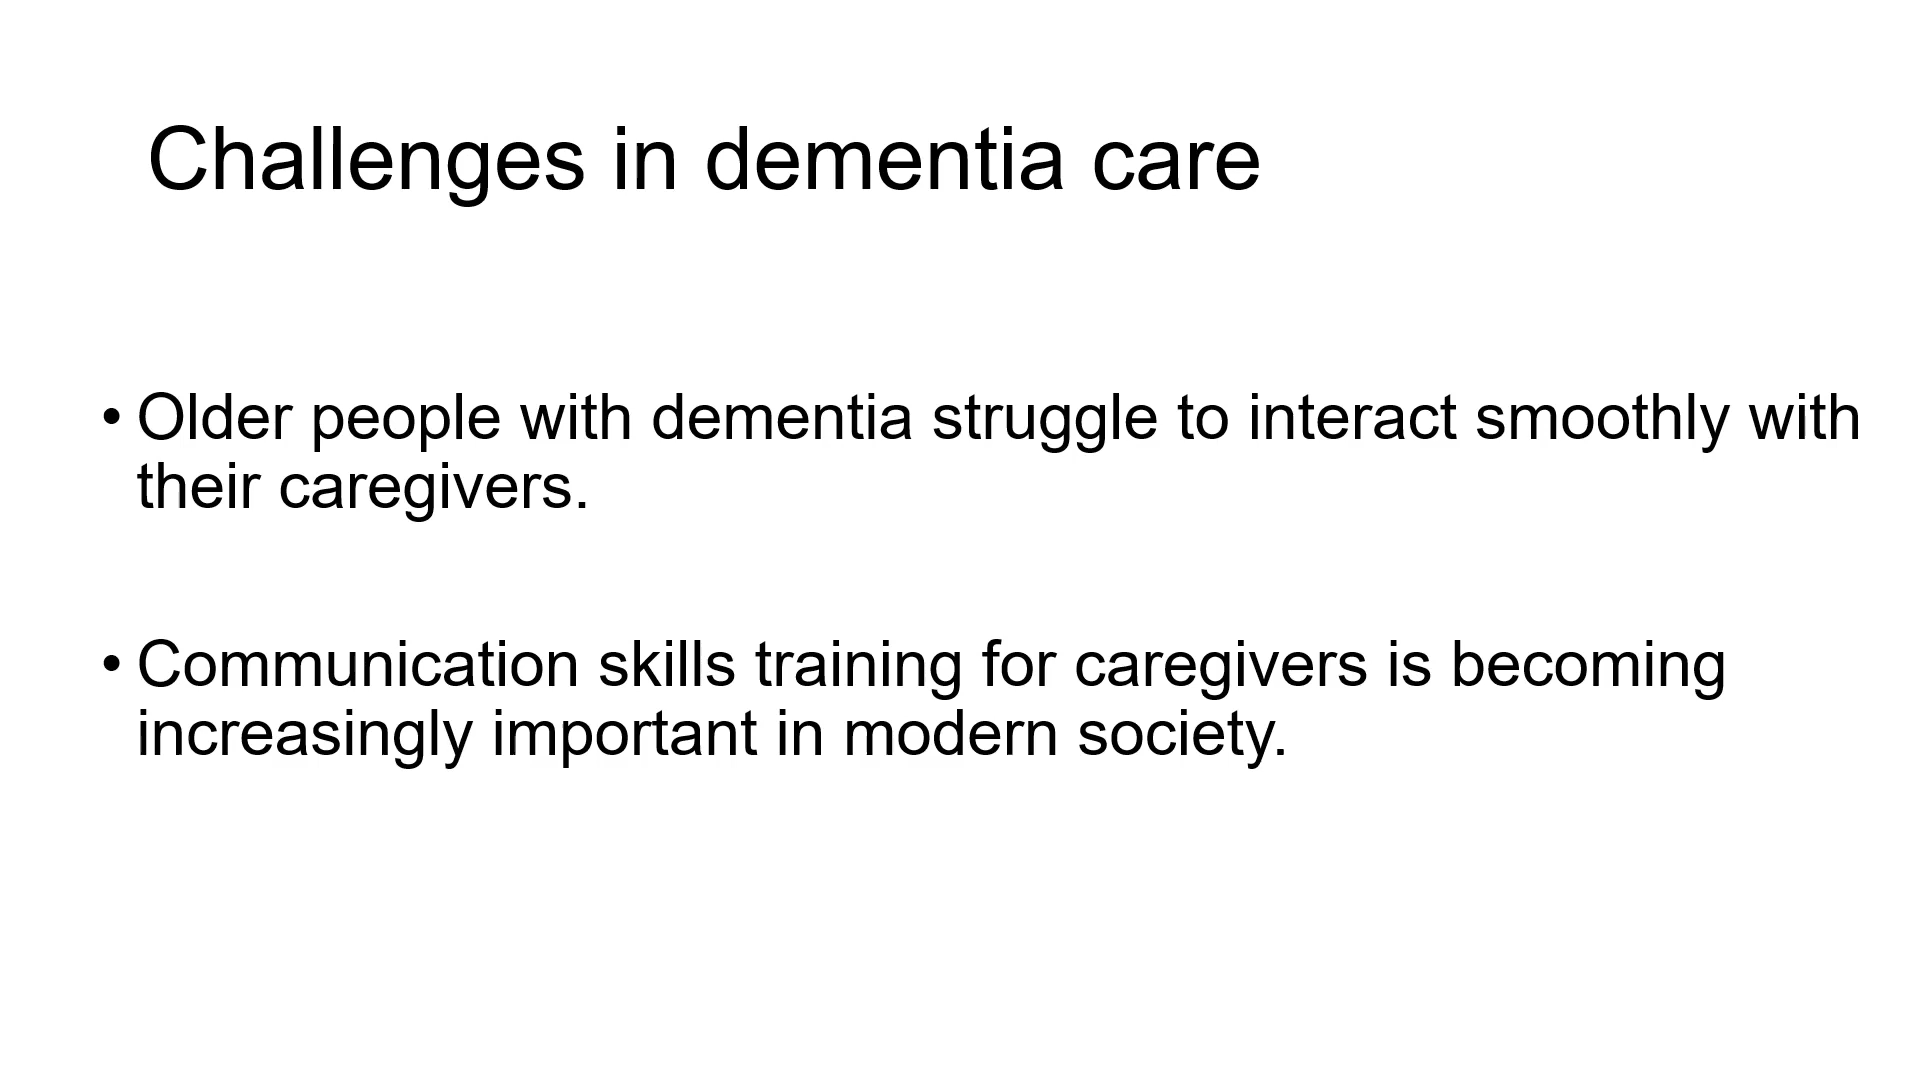 Challenges in dementia care
• Older people with dementia struggle to interact smoothly with
their caregivers.
• Communication skills training for caregivers is becoming
increasingly important in modern society.